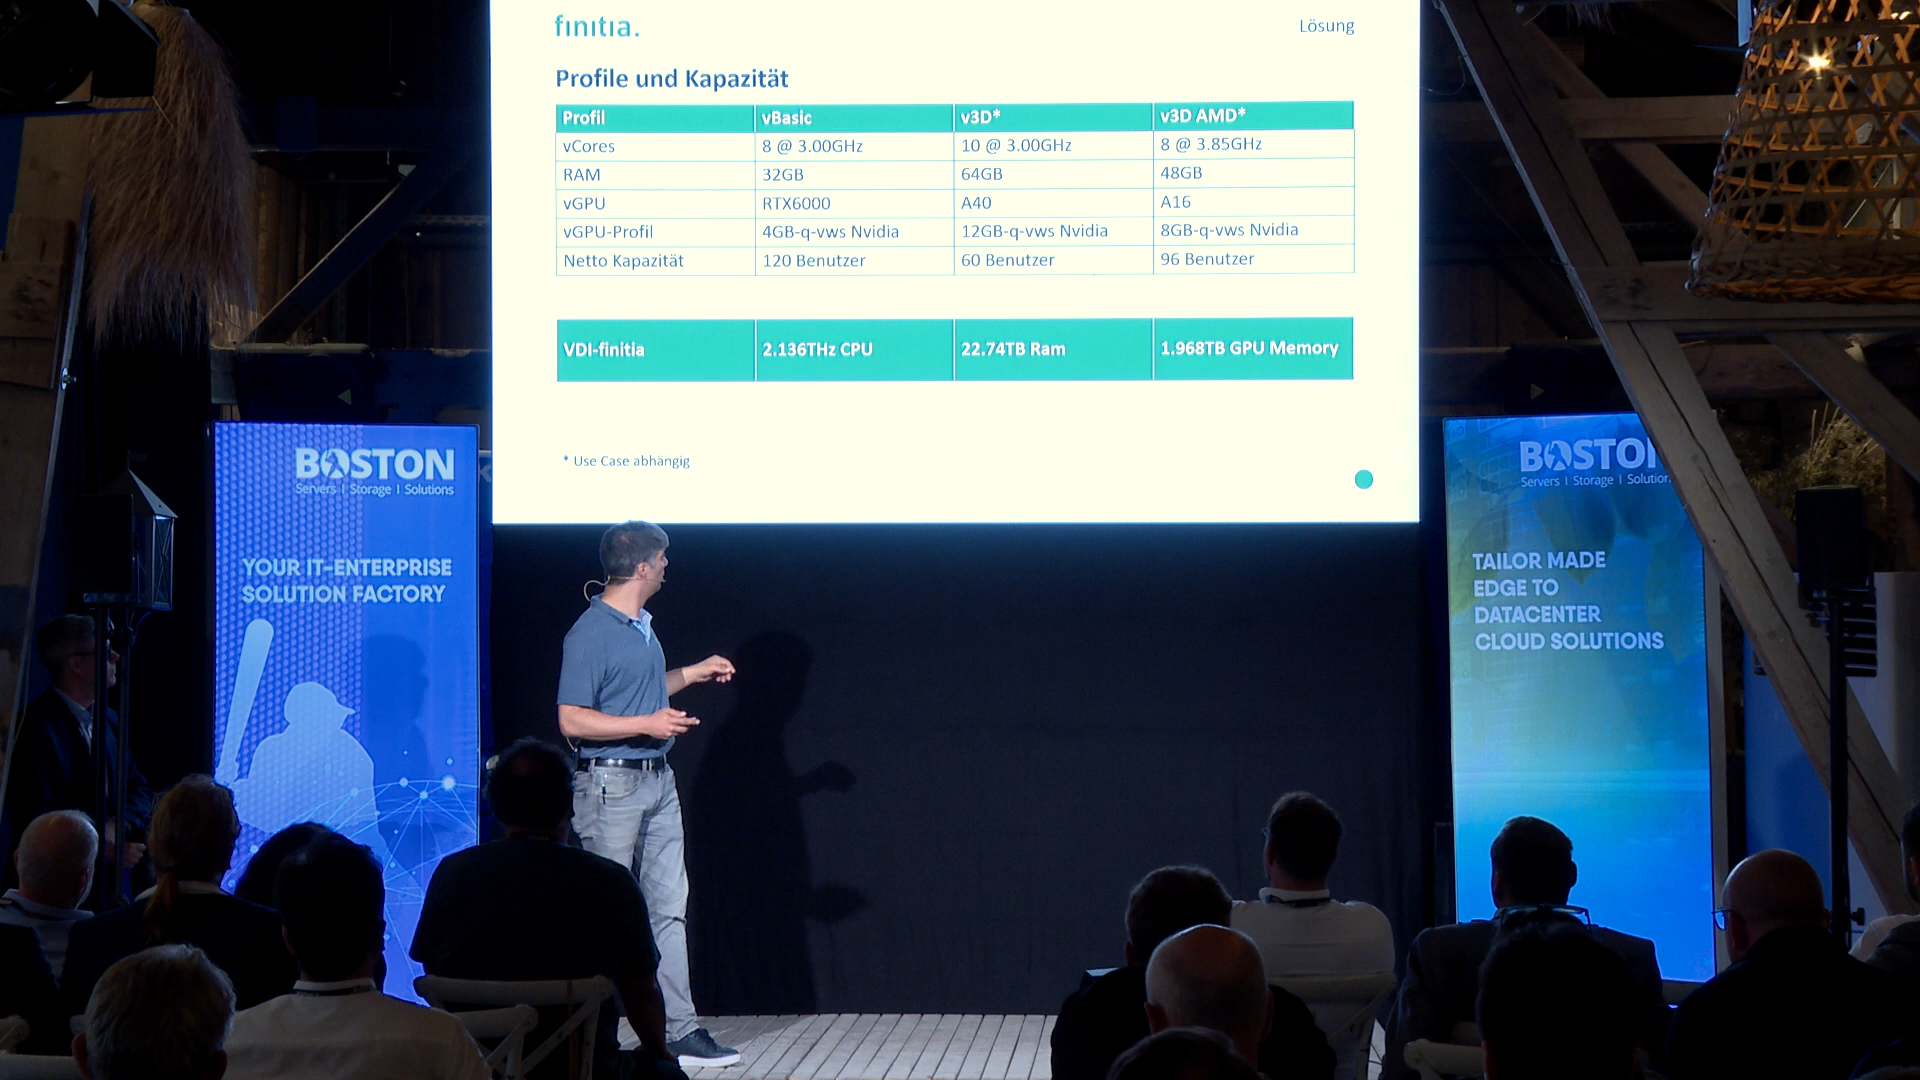 finitia.
Lösung
Profile und Kapazität
Profil vBasic v3D* v3D AMD*
vCores 8 @ 3.00GHz 10 @ 3.00GHz 8 @ 3.85GHz
RAM 32GB 64GB 48GB
vGPU RTX6000 A40 A16
vGPU-Profil 4GB-q-vws Nvidia 12GB-q-vws Nvidia 8GB-q-vws Nvidia
Netto Kapazität 120 Benutzer 60 Benutzer 96 Benutzer
VDI-finitia 2.136THz CPU 22.74TB Ram 1.968TB GPU Memory
* Use Case abhängig
BOSTON
Servers | Storage | Solutions
YOUR IT-ENTERPRISE
SOLUTION FACTORY
BOSTON
Servers | Storage | Solution
TAILOR MADE
EDGE TO
DATACENTER
CLOUD SOLUTIONS